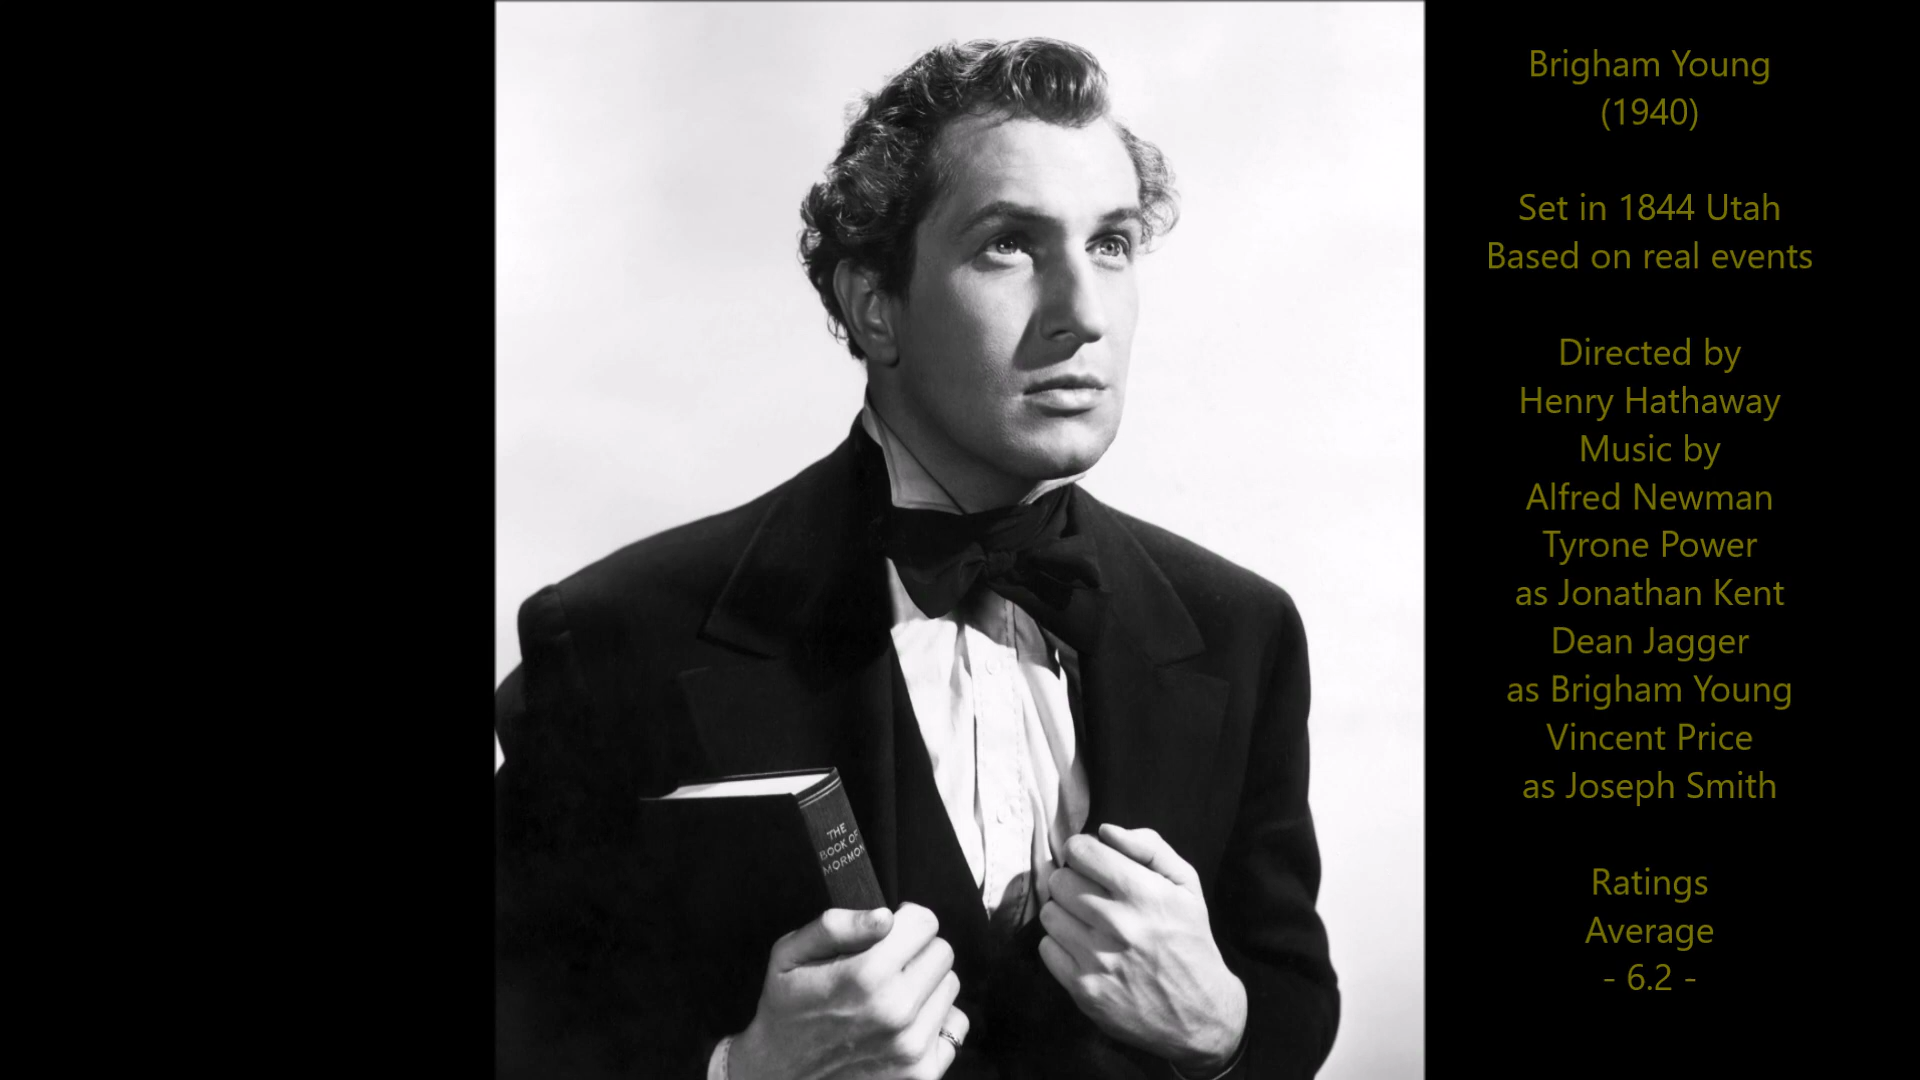 Brigham Young
(1940)
Set in 1844 Utah
Based on real events
Directed by
Henry Hathaway
Music by
Alfred Newman
Tyrone Power
as Jonathan Kent
Dean Jagger
as Brigham Young
Vincent Price
as Joseph Smith
Ratings
Average
- 6.2 -
THE
BOOK OF
MORMON